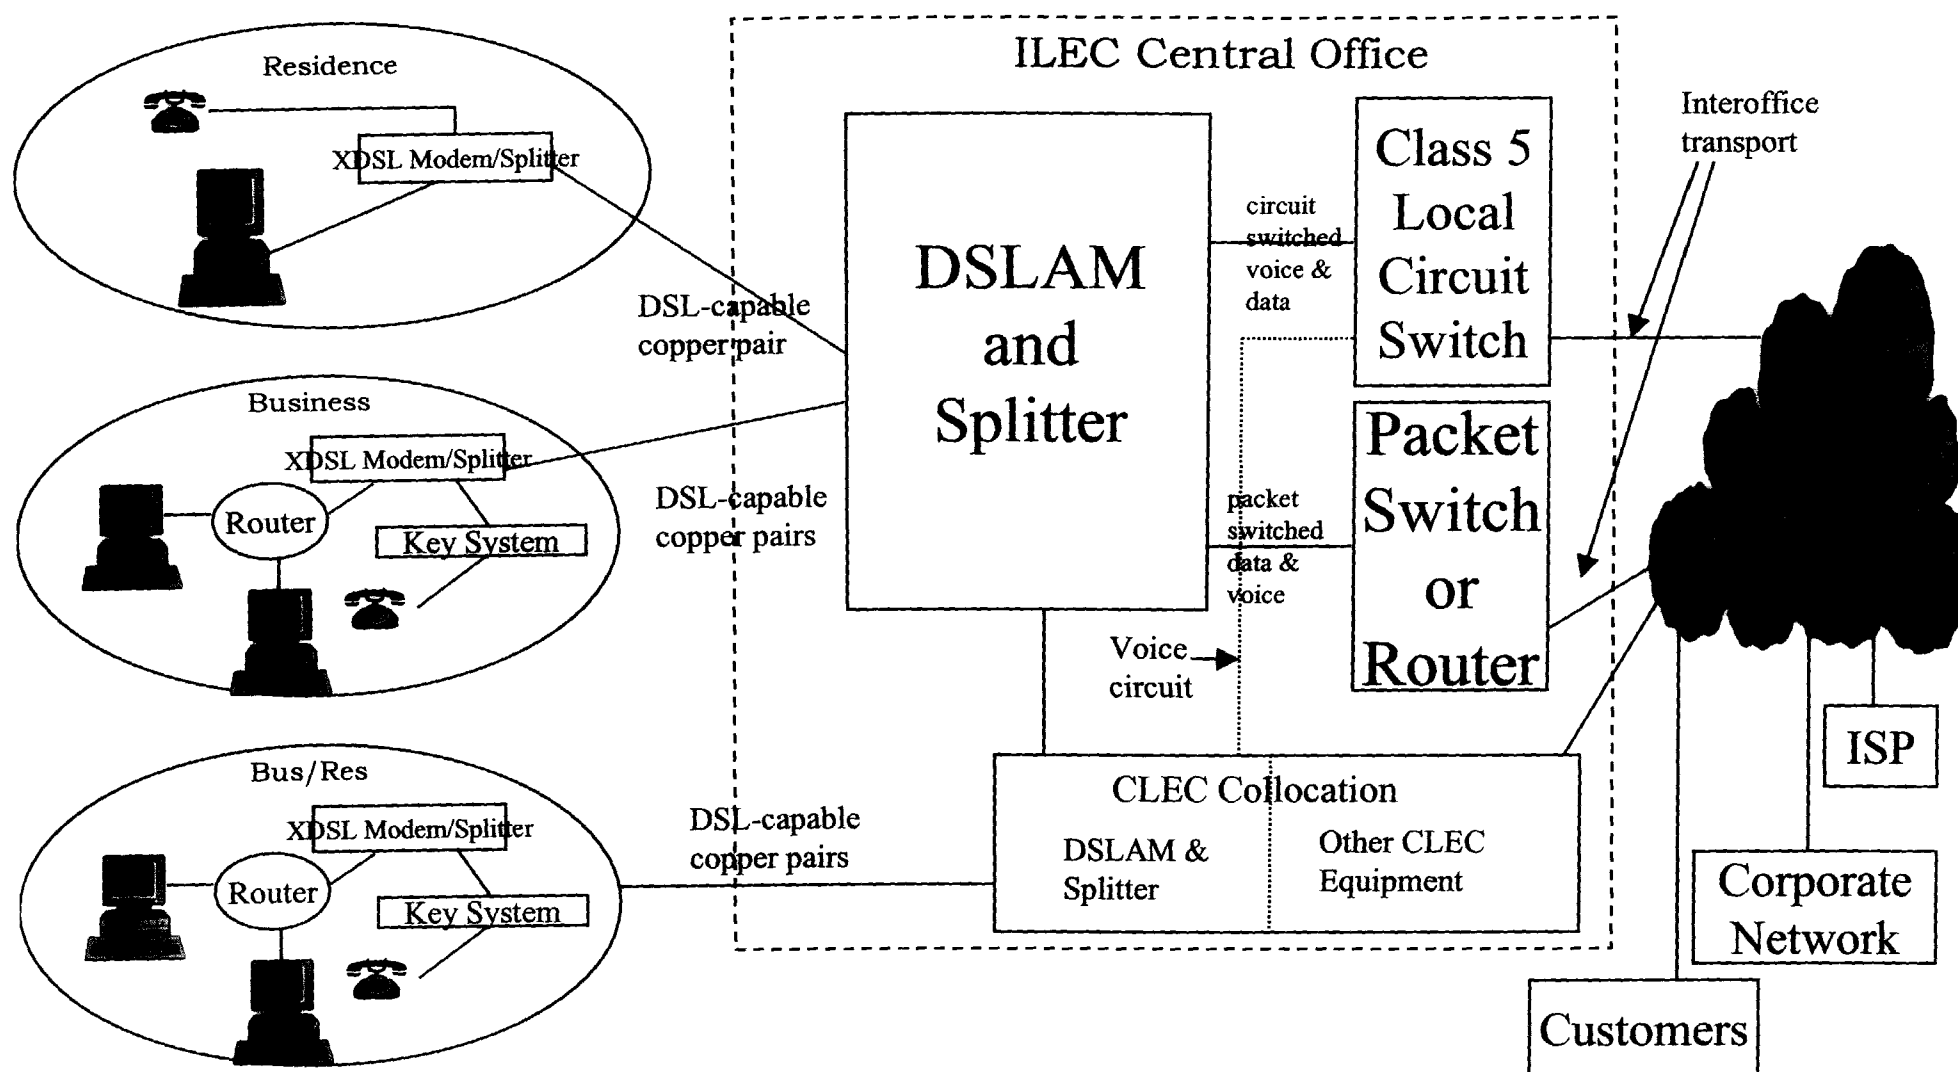 ILEC Central Office
Residence
XDSL Modem/Splitter
DSL-capable
copper pair
Business
XDSL Modem/Splitter
Router
Key System
DSL-capable
copper pairs
Bus/Res
XDSL Modem/Splitter
Router
Key System
DSL-capable
copper pairs
DSLAM
and
Splitter
circuit
switched
voice &
data
Class 5
Local
Circuit
Switch
packet
switched
data &
voice
Packet
Switch
or
Router
Voice
circuit
CLEC Collocation
DSLAM &
Splitter
Other CLEC
Equipment
Interoffice
transport
ISP
Corporate
Network
Customers